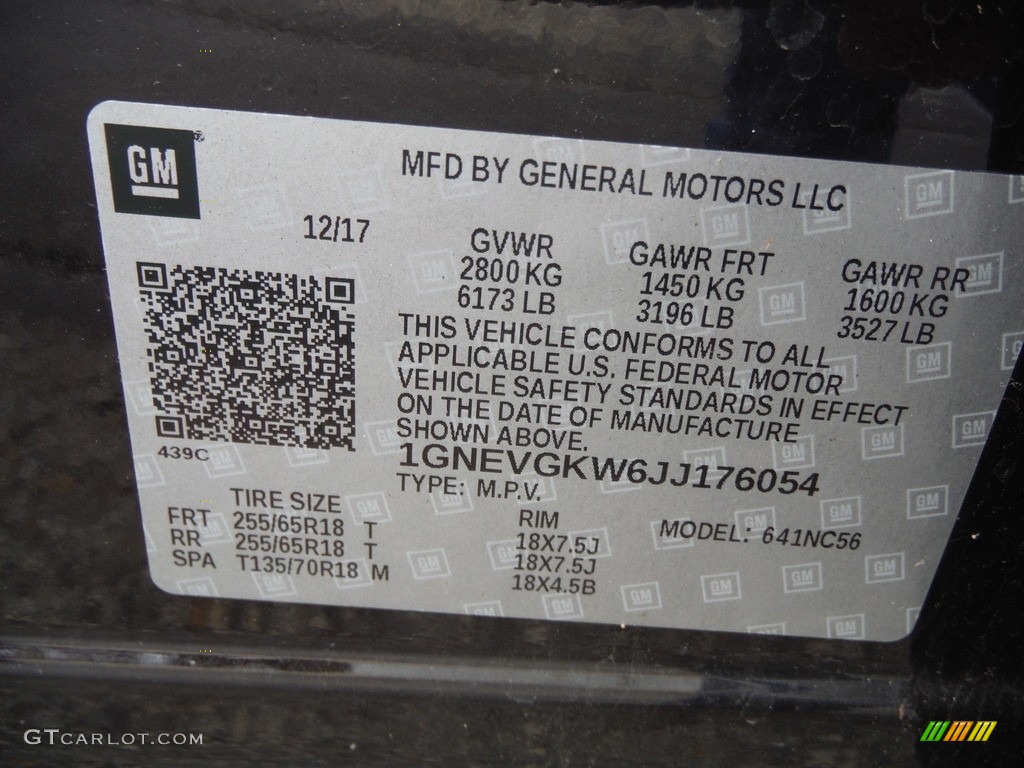 GM
MFD BY GENERAL MOTORS LLC
12/17
GVWR
2800 KG
6173 LB
GAWR FRT
1450 KG
3196 LB
GAWR RR
1600 KG
3527 LB
THIS VEHICLE CONFORMS TO ALL
APPLICABLE U.S. FEDERAL MOTOR
VEHICLE SAFETY STANDARDS IN EFFECT
ON THE DATE OF MANUFACTURE
SHOWN ABOVE.
439C
1GNEVGKW6JJ176054
TYPE: M.P.V.
MODEL: 641NC56
TIRE SIZE
RIM
FRT 255/65R18 T 18X7.5J
RR 255/65R18 T 18X7.5J
SPA T135/70R18 M 18X4.5B
GTCARLOT.COM